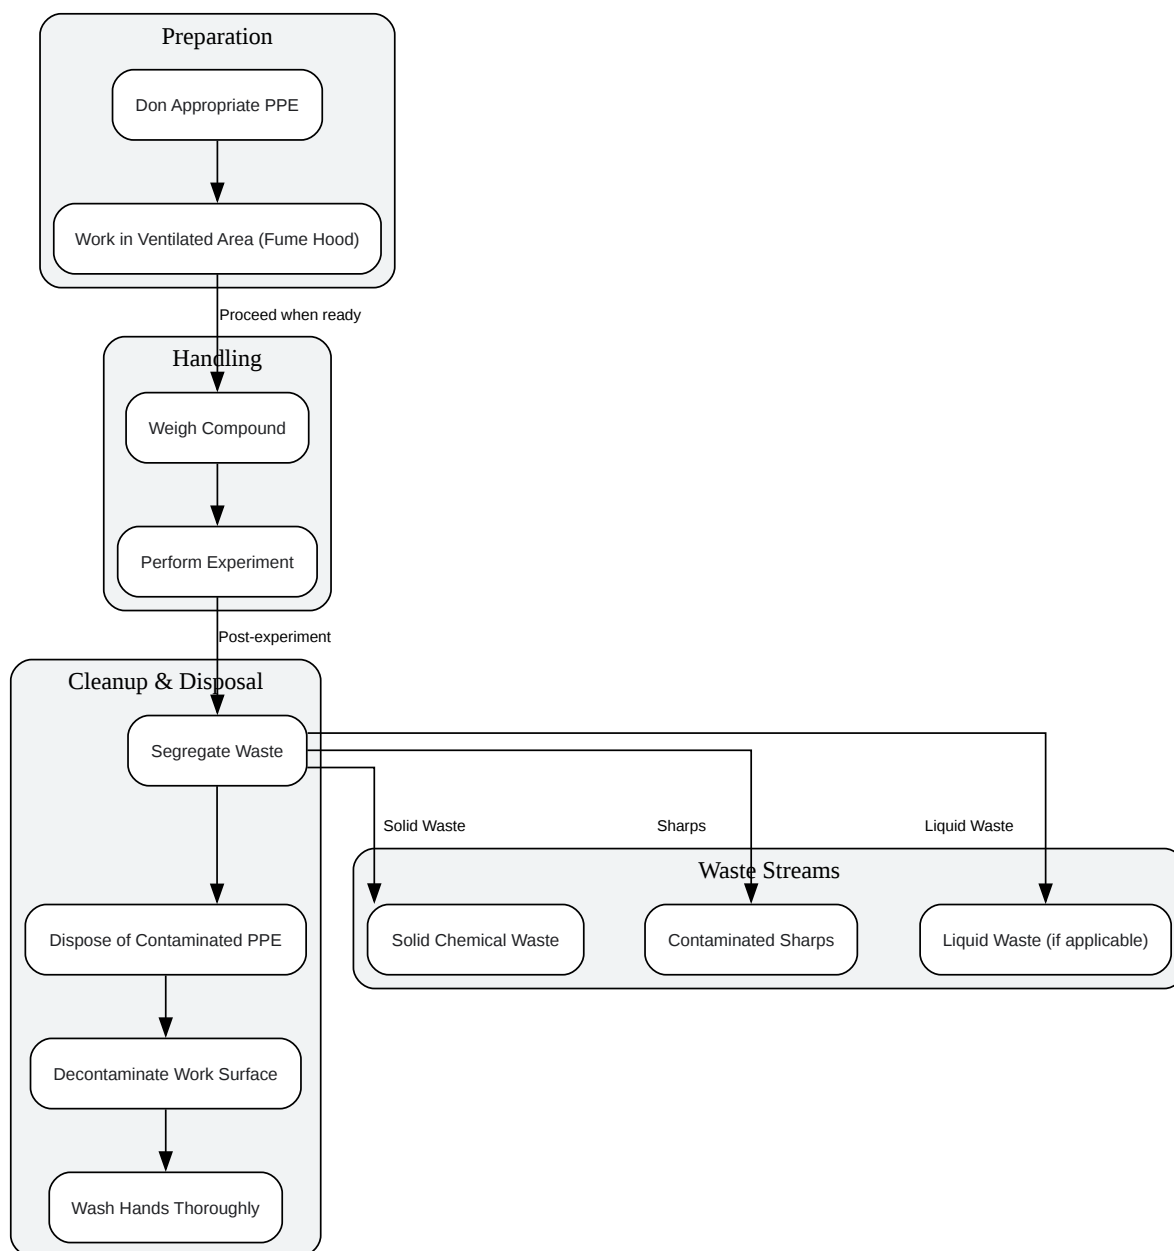 Preparation
Don Appropriate PPE
Work in Ventilated Area (Fume Hood)
Proceed when ready
Handling
Weigh Compound
Perform Experiment
Post-experiment
Cleanup & Disposal
Segregate Waste
Solid Waste
Sharps
Liquid Waste
Waste Streams
Dispose of Contaminated PPE
Solid Chemical Waste
Contaminated Sharps
Liquid Waste (if applicable)
Decontaminate Work Surface
Wash Hands Thoroughly